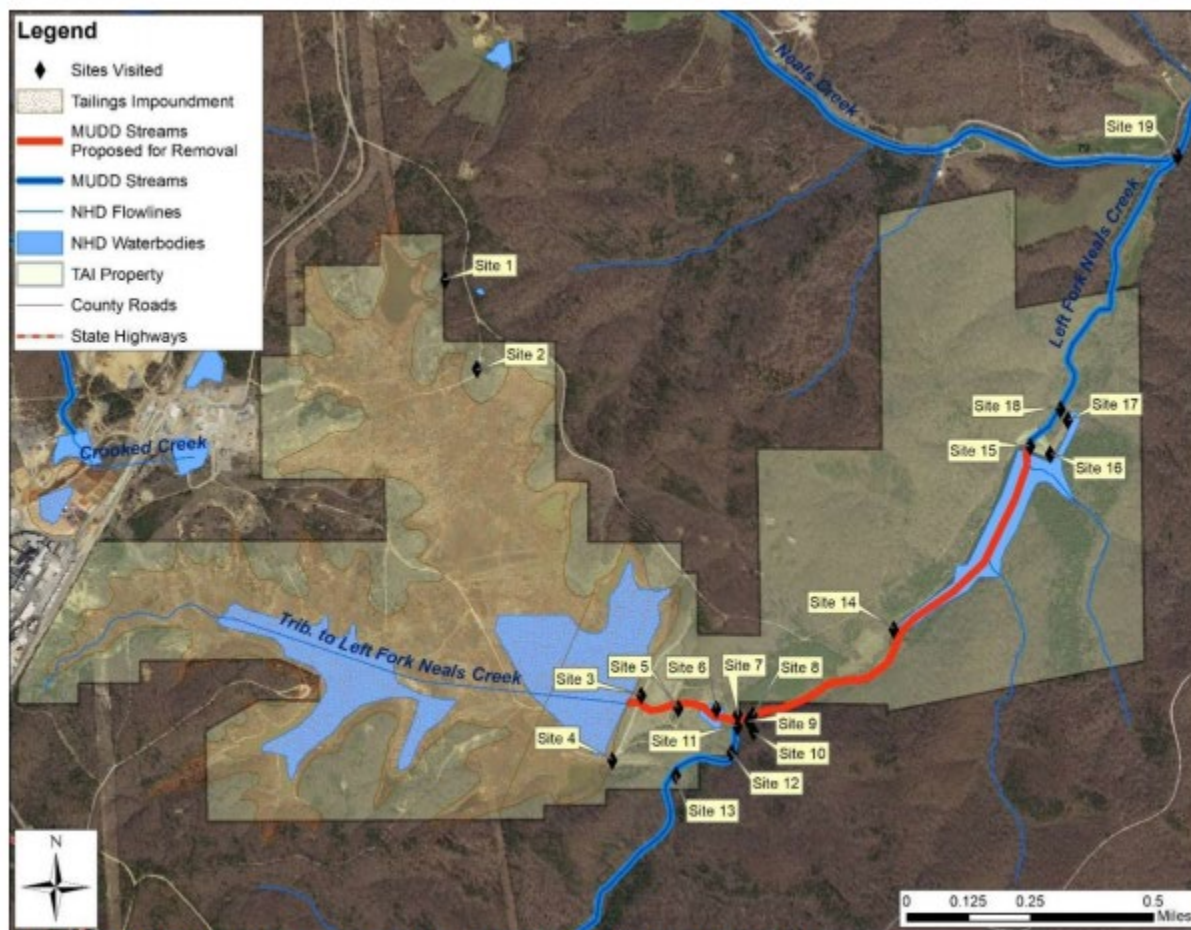 Legend
Sites Visited
Tailings Impoundment
MUDD Streams
Proposed for Removal
MUDD Streams
NHD Flowlines
NHD Waterbodies
TAI Property
County Roads
State Highways
Neals Creek
Site 19
79
Left Fork Neals Creek
Site 1
Site 2
Crooked Creek
Site 18
Site 17
Site 15
Site 16
Site 14
Trib. to Left Fork Neals Creek
Site 3
Site 5
Site 6
Site 7
Site 8
Site 9
Site 4
Site 11
Site 10
Site 12
Site 13
N
0 0.125 0.25 0.5
Miles